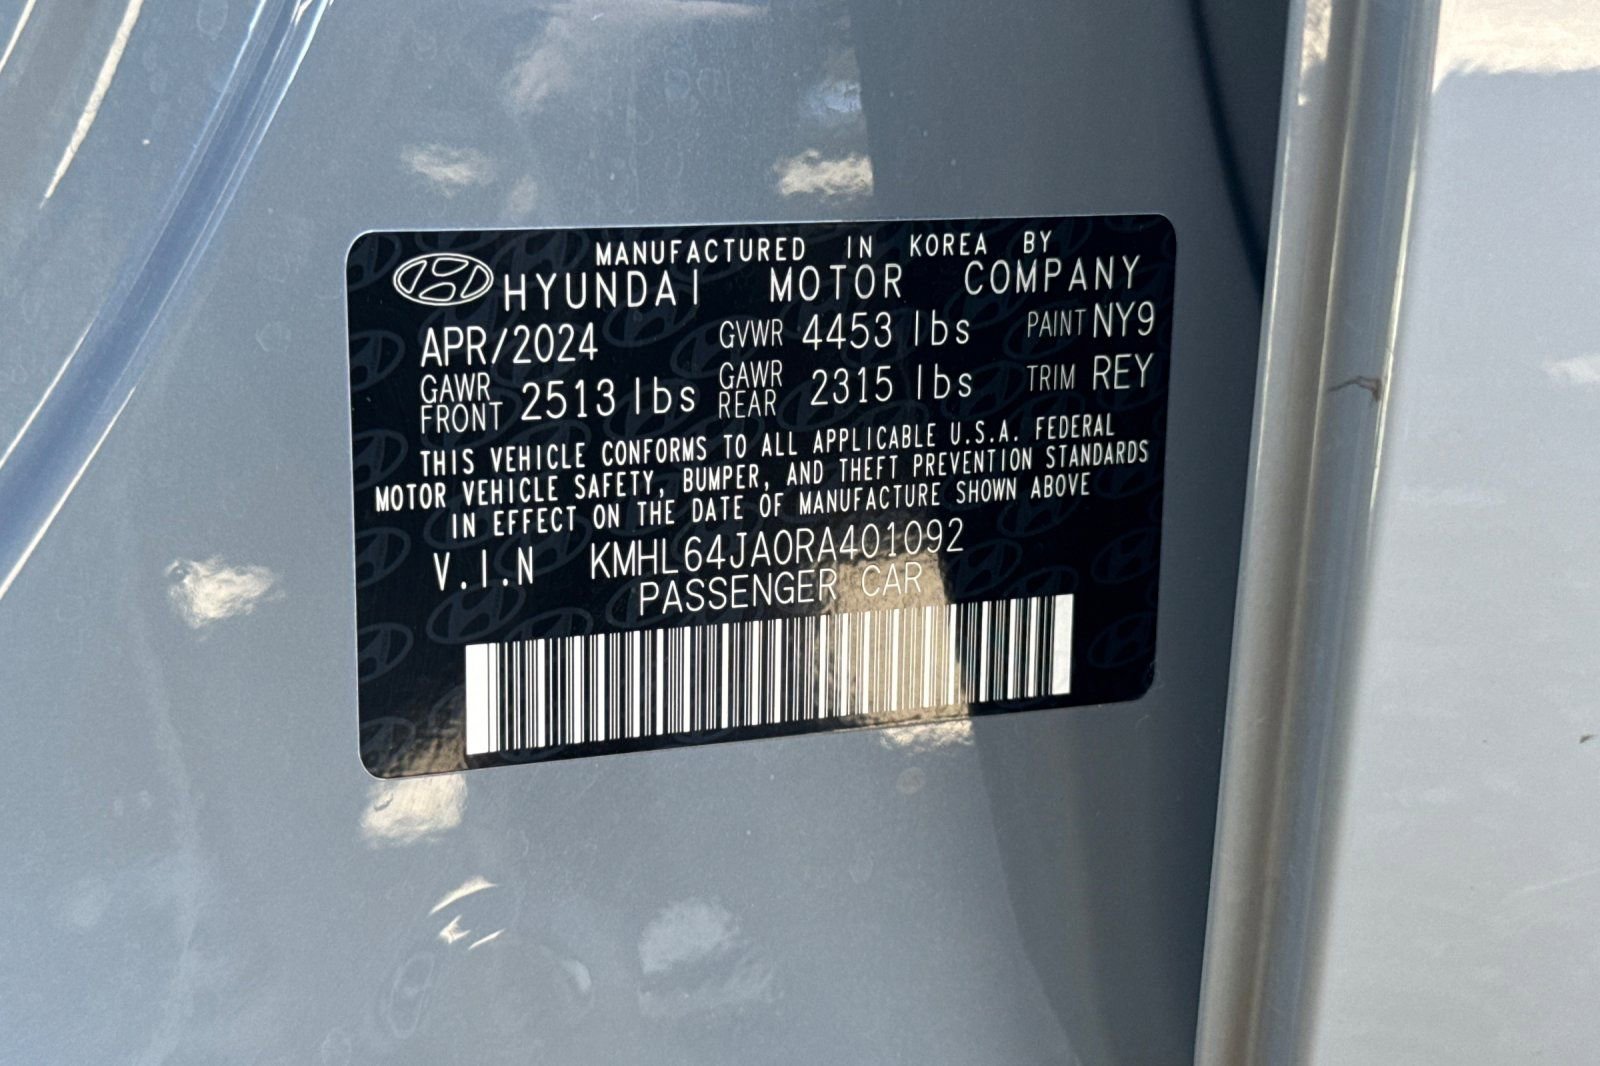 MANUFACTURED IN KOREA BY
HYUNDAI MOTOR COMPANY
APR/2024 GVWR 4453 lbs PAINT NY9
GAWR FRONT 2513 lbs GAWR REAR 2315 lbs TRIM REY
THIS VEHICLE CONFORMS TO ALL APPLICABLE U.S.A. FEDERAL
MOTOR VEHICLE SAFETY, BUMPER, AND THEFT PREVENTION STANDARDS
IN EFFECT ON THE DATE OF MANUFACTURE SHOWN ABOVE
V.I.N KMHL64JA0RA401092
PASSENGER CAR